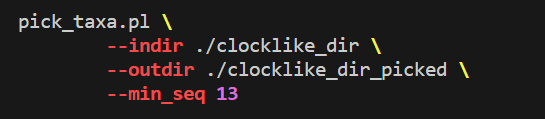 pick_taxa.pl \
--indir ./clocklike_dir \
--outdir ./clocklike_dir_picked \
--min_seq 13